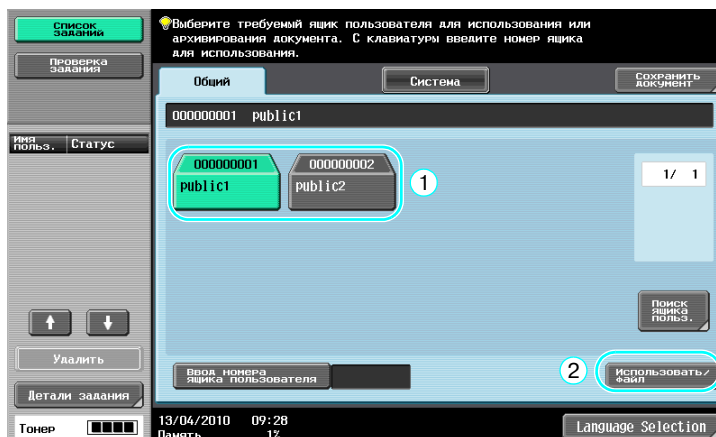 Список
заданий
Проверка
задания
Имя
польз.
Статус
Удалить
Детали задания
Тонер
Выберите требуемый ящик пользователя для использования или
архивирования документа. С клавиатуры введите номер ящика
для использования.
Общий
Система
Сохранить
документ
000000001 public1
000000001
public1
000000002
public2
1
1/ 1
Поиск
ящика
польз.
Ввод номера
ящика пользователя
2
Использовать/
файл
13/04/2010 09:28
Память 1%
Language Selection